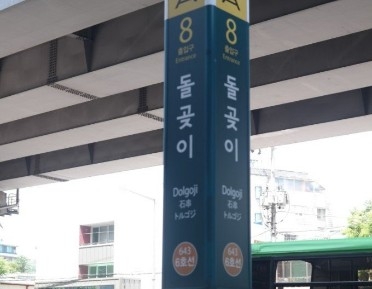 8
출입구
Entrance
돌곶이
Dolgoji
石串
トルゴジ
643
6호선
8
출입구
Entrance
돌곶이
Dolgoji
石串
トルゴジ
643
6호선